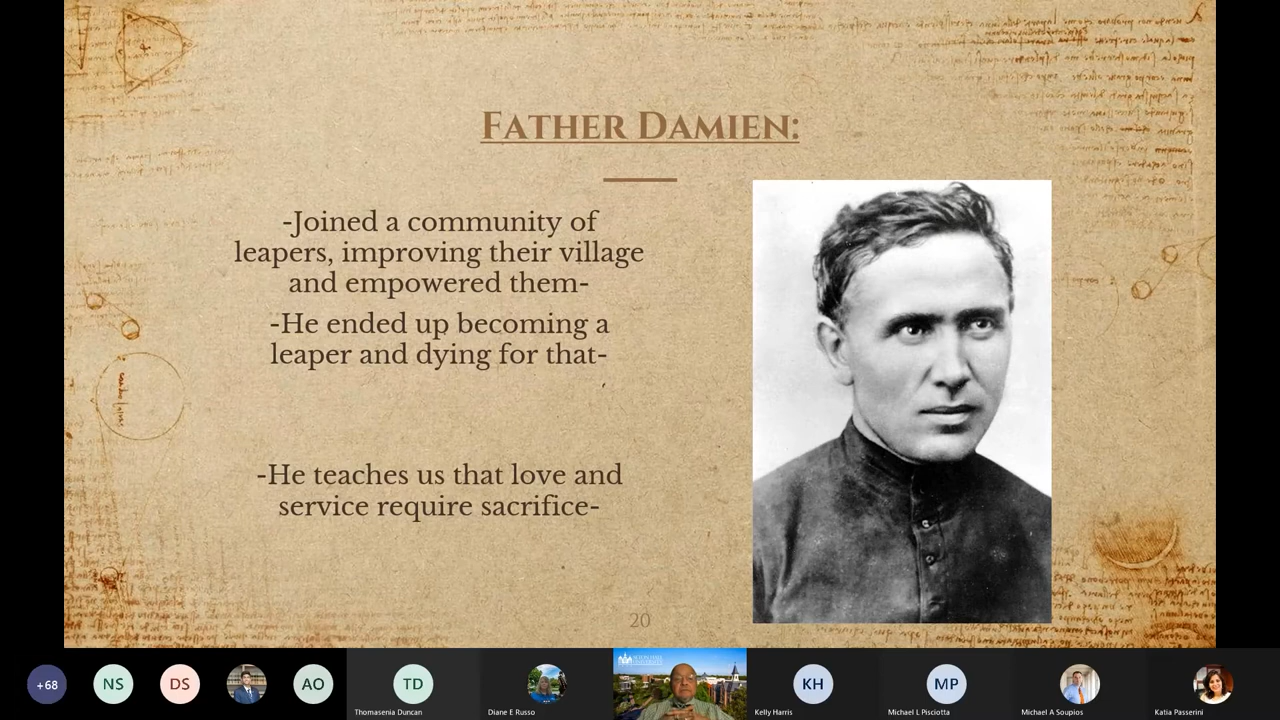 FATHER DAMIEN:
-Joined a community of
leapers, improving their village
and empowered them-
-He ended up becoming a
leaper and dying for that-
-He teaches us that love and
service require sacrifice-
20
+68
NS
DS
AO
TD
Thomasenia Duncan
Diane E Russo
KH
Kelly Harris
MP
Michael L Pisciotta
Michael A Soupios
Katia Passerini